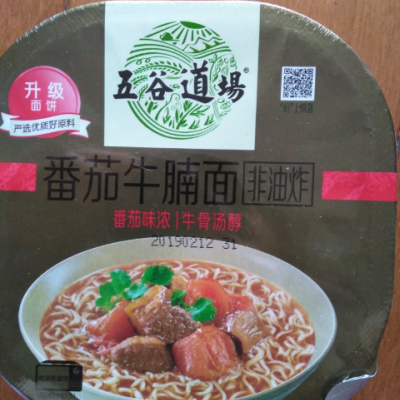 五谷道場®
升级
面饼
严选优质好原料
番茄牛腩面 非油炸
番茄味浓 | 牛骨汤醇
20190212 31